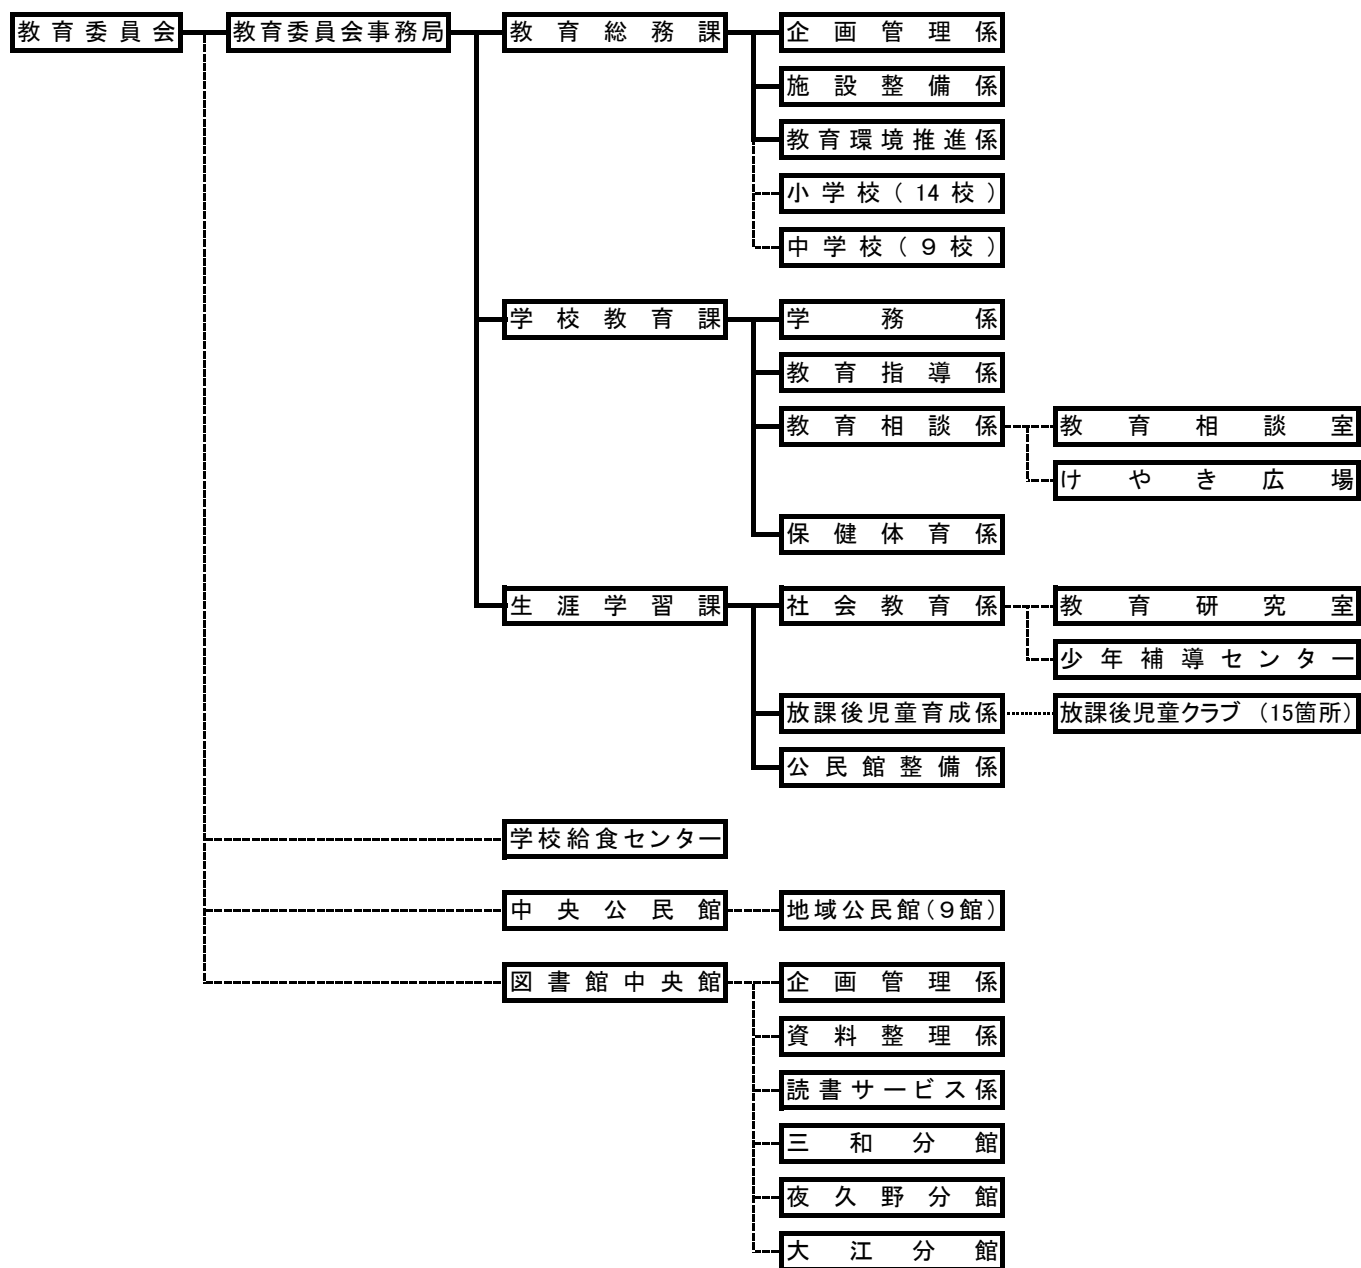 教育委員会 教育委員会事務局 教育総務課 企画管理係
施設整備係
教育環境推進係
小学校(14校)
中学校(9校)
学校教育課 学務係
教育指導係
教育相談係 教育相談室
けやき広場
保健体育係
生涯学習課 社会教育係 教育研究室
少年補導センター
放課後児童育成係 放課後児童クラブ(15箇所)
公民館整備係
学校給食センター
中央公民館 地域公民館(9館)
図書館中央館 企画管理係
資料整理係
読書サービス係
三和分館
夜久野分館
大江分館